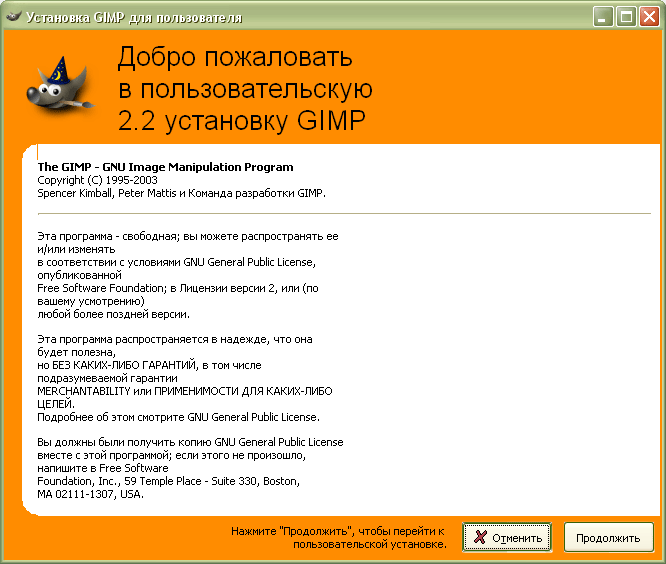 Установка GIMP для пользователя
Добро пожаловать
в пользовательскую
2.2 установку GIMP
The GIMP - GNU Image Manipulation Program
Copyright (C) 1995-2003
Spencer Kimball, Peter Mattis и Команда разработки GIMP.
Эта программа - свободная; вы можете распространять ее
и/или изменять
в соответствии с условиями GNU General Public License,
опубликованной
Free Software Foundation; в Лицензии версии 2, или (по
вашему усмотрению)
любой более поздней версии.
Эта программа распространяется в надежде, что она
будет полезна,
но БЕЗ КАКИХ-ЛИБО ГАРАНТИЙ, в том числе
подразумеваемой гарантии
MERCHANTABILITY или ПРИМЕНИМОСТИ ДЛЯ КАКИХ-ЛИБО
ЦЕЛЕЙ.
Подробнее об этом смотрите GNU General Public License.
Вы должны были получить копию GNU General Public License
вместе с этой программой; если этого не произошло,
напишите в Free Software
Foundation, Inc., 59 Temple Place - Suite 330, Boston,
MA 02111-1307, USA.
Нажмите "Продолжить", чтобы перейти к
пользовательской установке.
Отменить
Продолжить